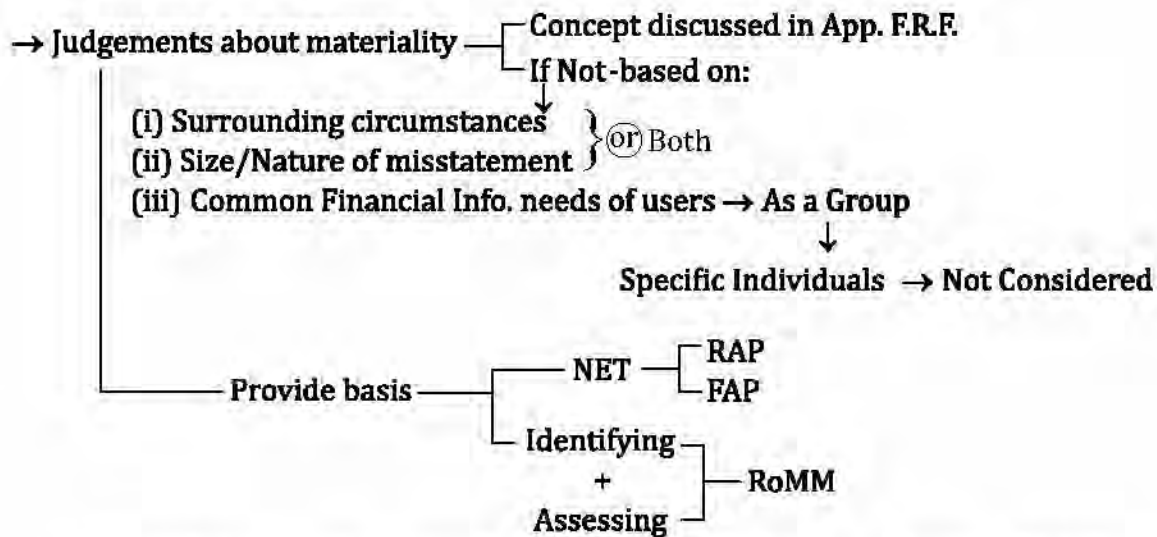 → Judgements about materiality
Concept discussed in App. F.R.F.
If Not-based on:
(i) Surrounding circumstances
(ii) Size/Nature of misstatement
or Both
(iii) Common Financial Info. needs of users → As a Group
Specific Individuals → Not Considered
Provide basis
NET
RAP
FAP
Identifying
+
Assessing
RoMM